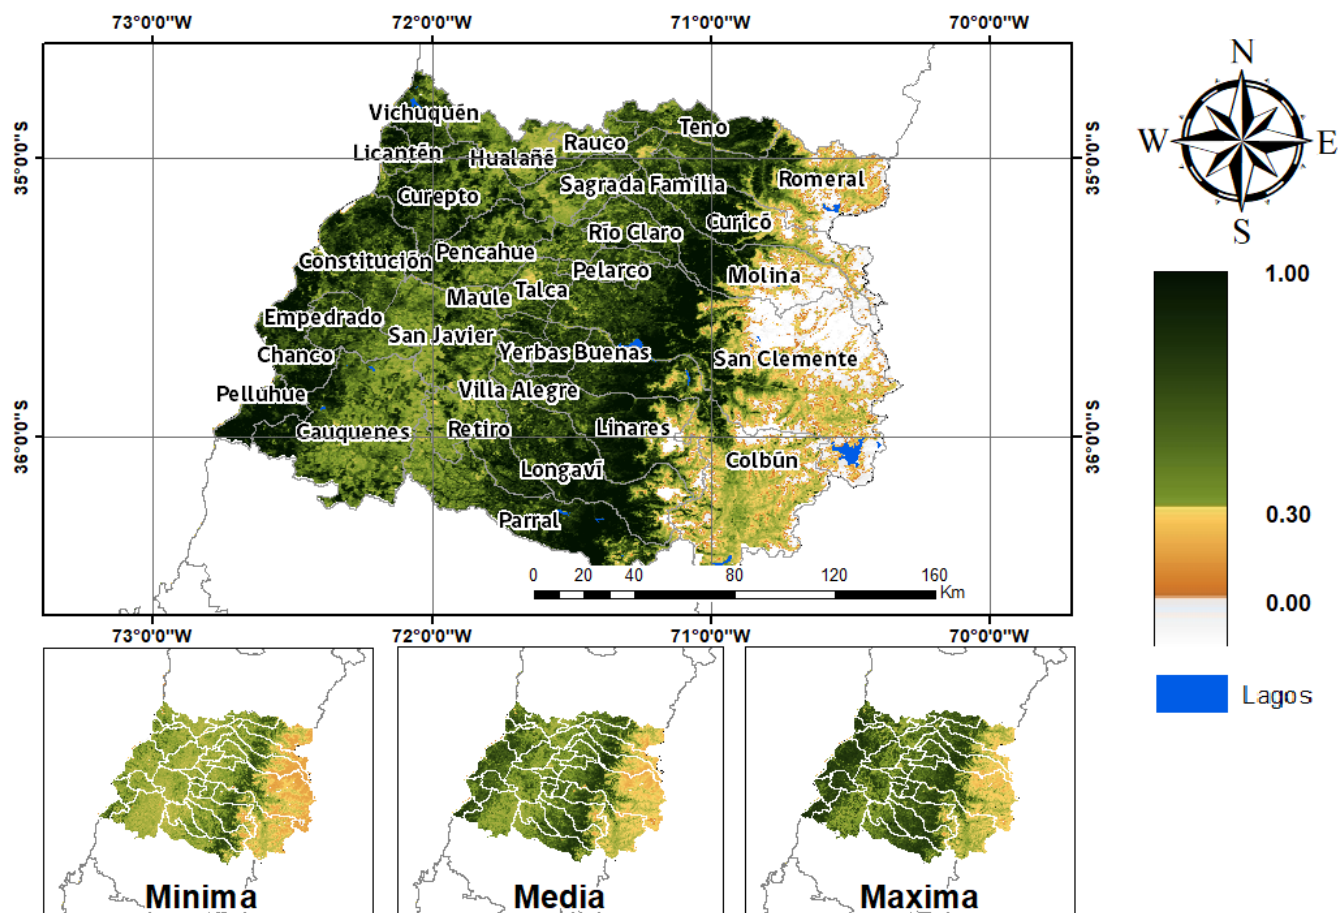 73°0'0"W 72°0'0"W 71°0'0"W 70°0'0"W
N
W E
S
35°0'0"S
35°0'0"S
36°0'0"S
36°0'0"S
Vichuquén
Teno
Rauco
Licantén
Hualañé
Romeral
Sagrada Familia
Curepto
Curicó
Río Claro
Pencahue
Constitución
Pelarco
Molina
Talca
Maule
Empedrado
San Javier
Yerbas Buenas
Chanco
San Clemente
Villa Alegre
Pelluhue
Linares
Retiro
Cauquenes
Colbún
Longaví
Parral
0 20 40 80 120 160
Km
73°0'0"W 72°0'0"W 71°0'0"W 70°0'0"W
1.00
0.30
0.00
Lagos
Minima
Media
Maxima